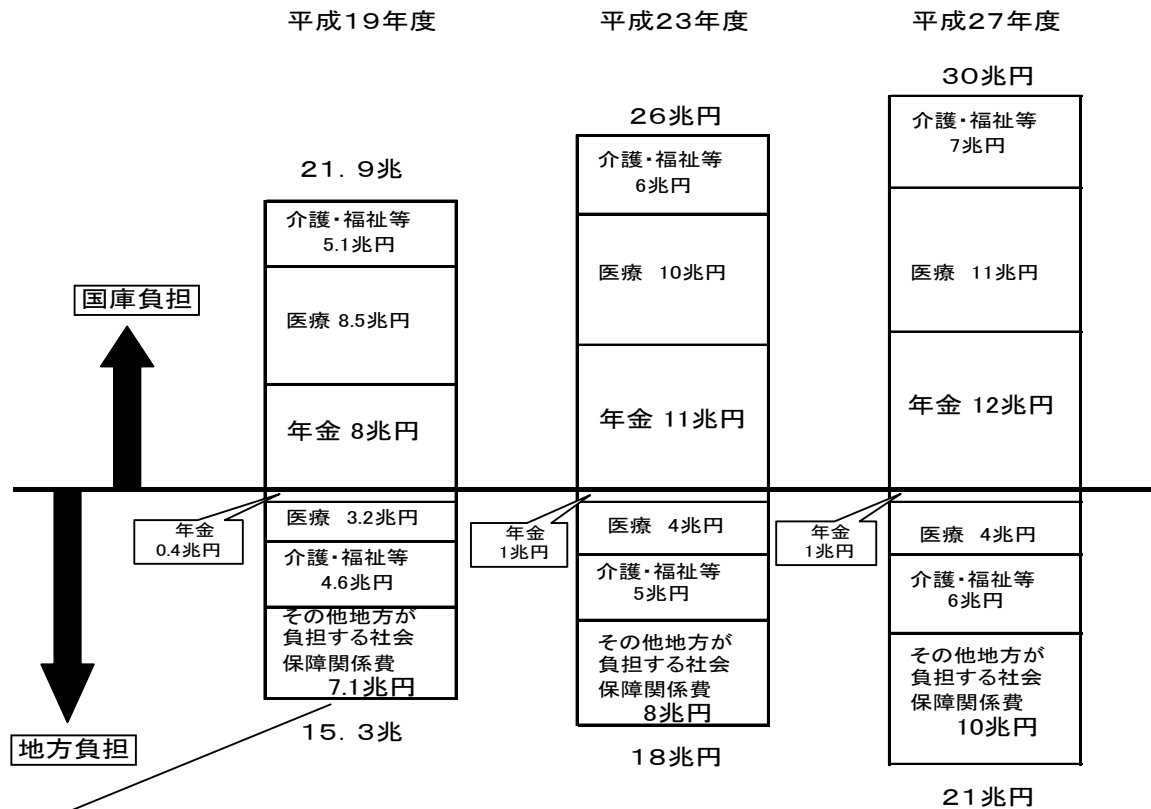 平成19年度
平成23年度
平成27年度
21. 9兆
26兆円
30兆円
国庫負担
介護・福祉等
5.1兆円
医療 8.5兆円
年金 8兆円
介護・福祉等
6兆円
医療 10兆円
年金 11兆円
介護・福祉等
7兆円
医療 11兆円
年金 12兆円
年金
0.4兆円
医療 3.2兆円
介護・福祉等
4.6兆円
その他地方が
負担する社会
保障関係費
7.1兆円
15. 3兆
年金
1兆円
医療 4兆円
介護・福祉等
5兆円
その他地方が
負担する社会
保障関係費
8兆円
18兆円
年金
1兆円
医療 4兆円
介護・福祉等
6兆円
その他地方が
負担する社会
保障関係費
10兆円
21兆円
地方負担